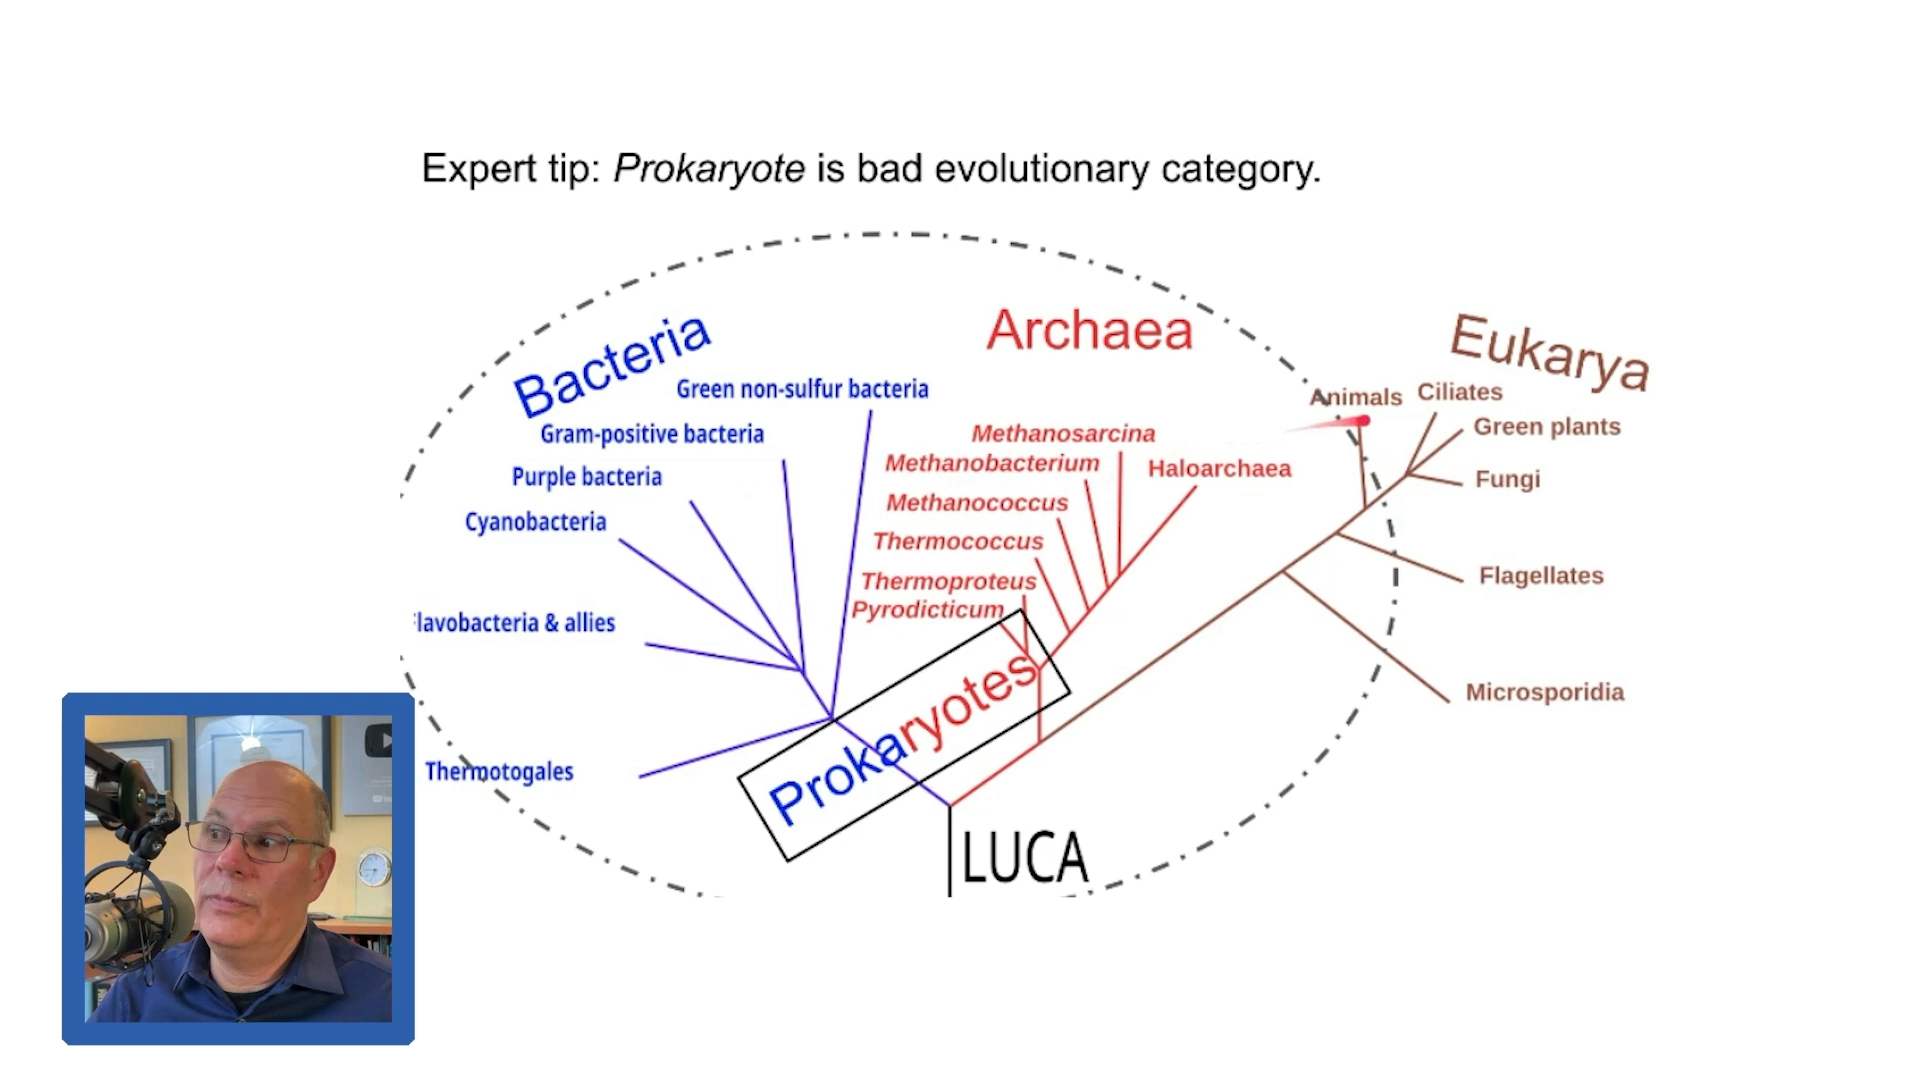 Expert tip: Prokaryote is bad evolutionary category.
Bacteria
Archaea
Eukarya
Green non-sulfur bacteria
Gram-positive bacteria
Purple bacteria
Cyanobacteria
lavobacteria & allies
Thermotogales
Methanosarcina
Methanobacterium
Haloarchaea
Methanococcus
Thermococcus
Thermoproteus
Pyrodicticum
Animals
Ciliates
Green plants
Fungi
Flagellates
Microsporidia
Prokaryotes
LUCA